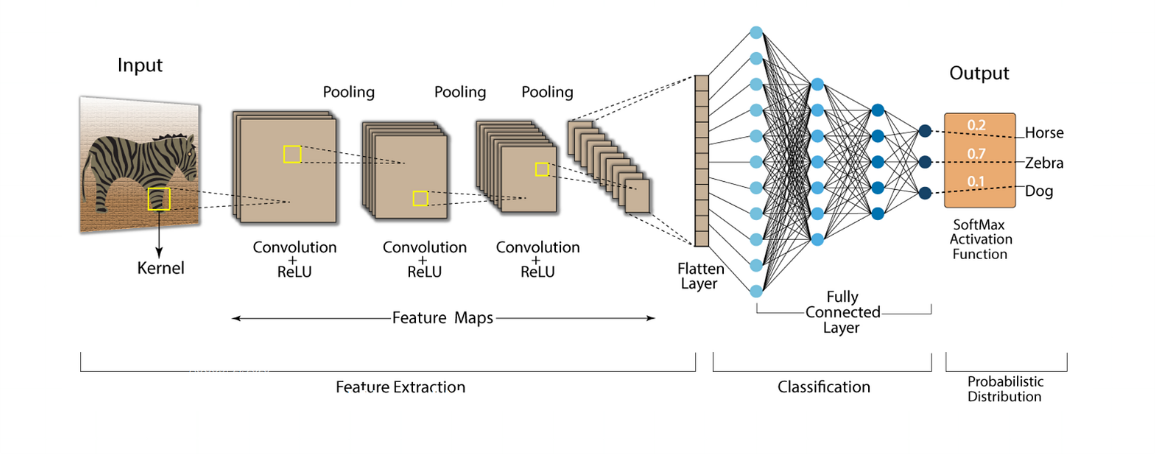 Input
Output
Pooling
Pooling
Pooling
0.2
Horse
0.7
Zebra
0.1
Dog
Kernel
Convolution
+
ReLU
Convolution
+
ReLU
Convolution
+
ReLU
Flatten
Layer
SoftMax
Activation
Function
Fully
Connected
Layer
Feature Maps
Feature Extraction
Classification
Probabilistic
Distribution